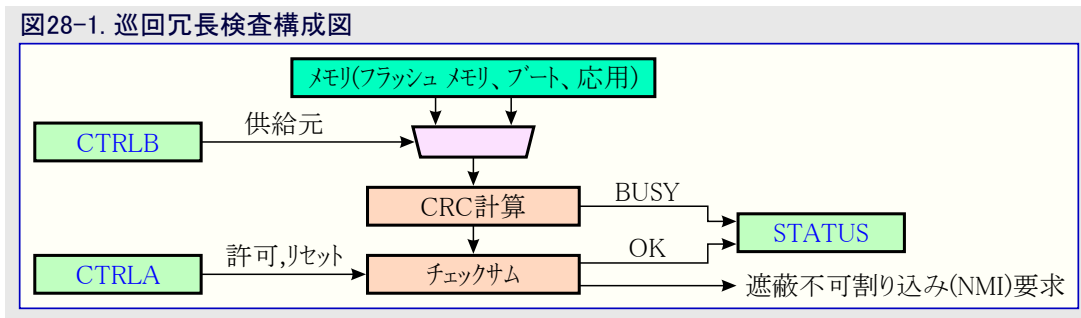 図28-1. 巡回冗長検査構成図
メモリ(フラッシュ メモリ、ブート、応用)
供給元
CTRLB
BUSY
CRC計算
STATUS
OK
許可,リセット
CTRLA
チェックサム
遮蔽不可割り込み(NMI)要求